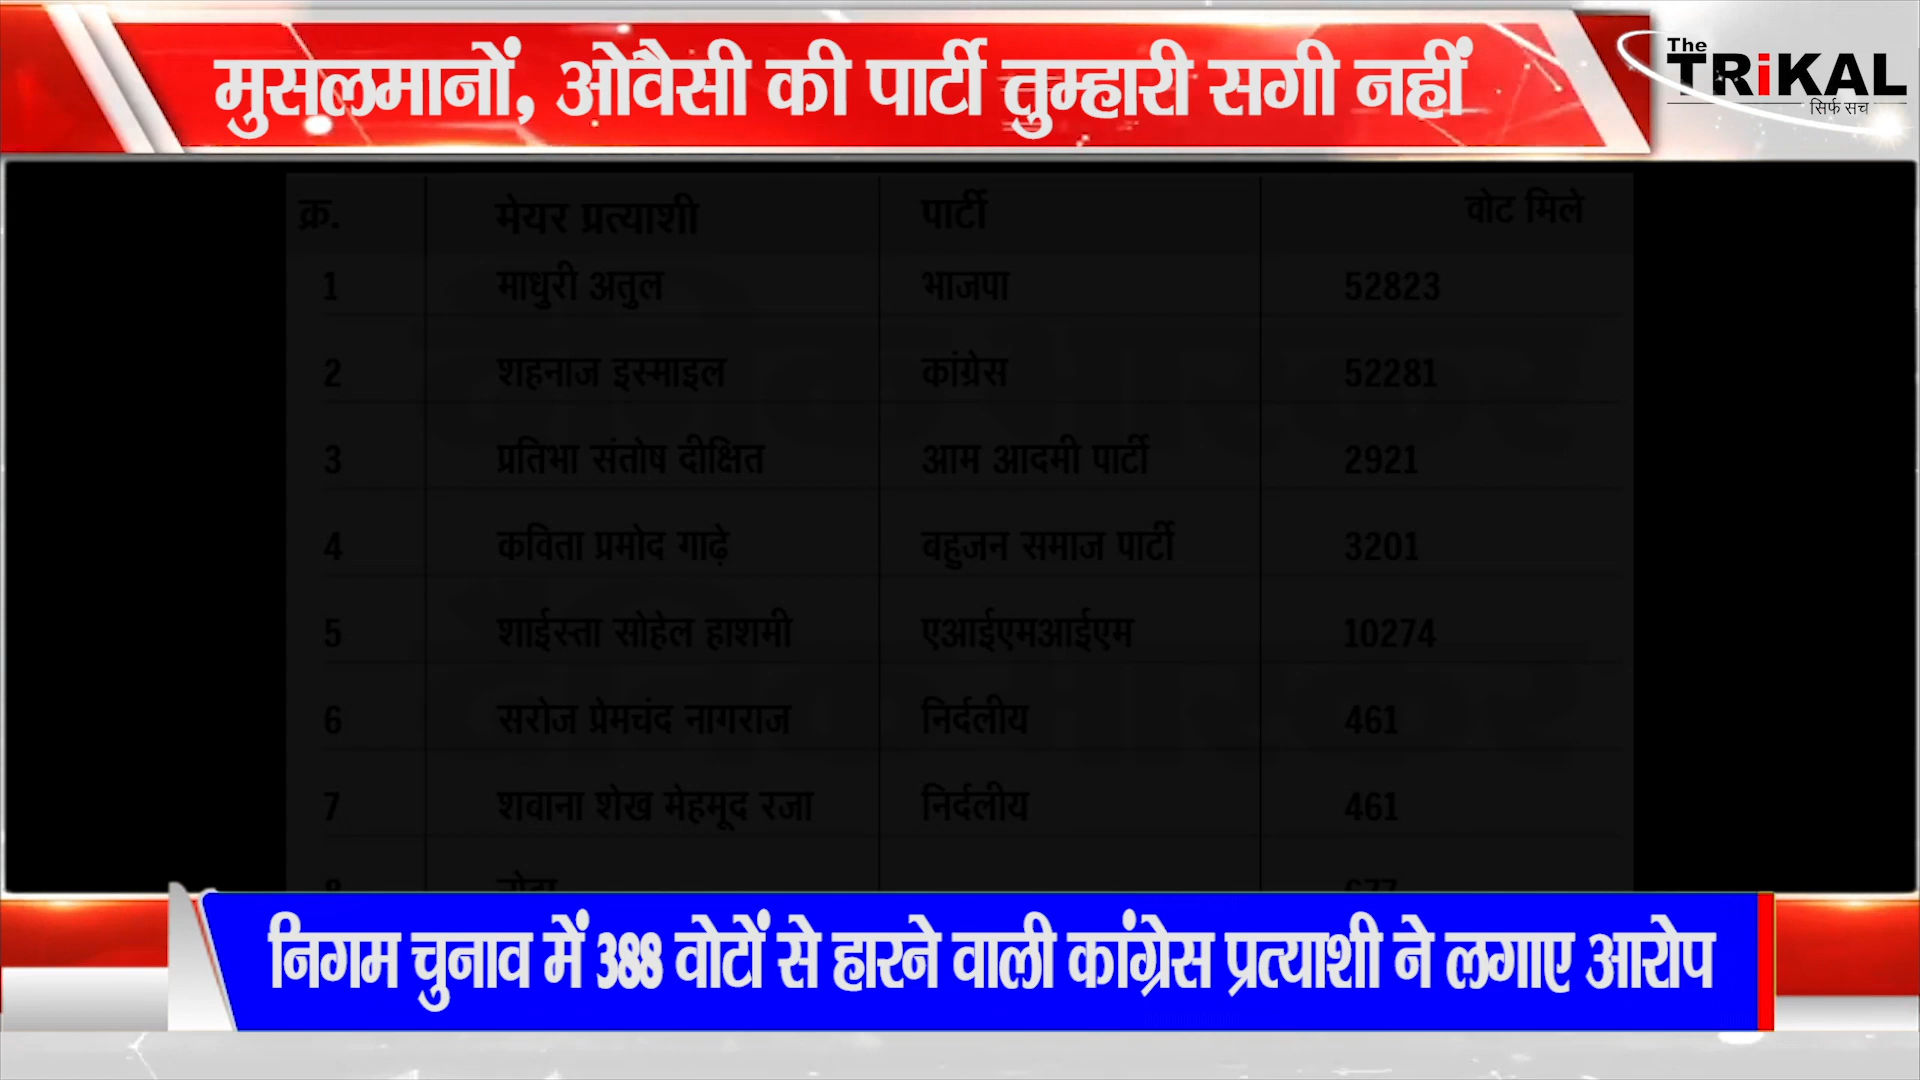 मुसलमानों, ओवैसी की पार्टी तुम्हारी सगी नहीं
The
TRiKAL
सिर्फ सच
क्र. मेयर प्रत्याशी पार्टी वोट मिले
1 माधुरी अतुल भाजपा 52823
2 शहनाज इस्माइल कांग्रेस 52281
3 प्रतिभा संतोष दीक्षित आम आदमी पार्टी 2921
4 कविता प्रमोद गाढ़े बहुजन समाज पार्टी 3201
5 शाईस्ता सोहेल हाशमी एआईएमआईएम 10274
6 सरोज प्रेमचंद नागराज निर्दलीय 461
7 शबाना शेख मेहमूद रजा निर्दलीय 461
निगम चुनाव में 388 वोटों से हारने वाली कांग्रेस प्रत्याशी ने लगाए आरोप